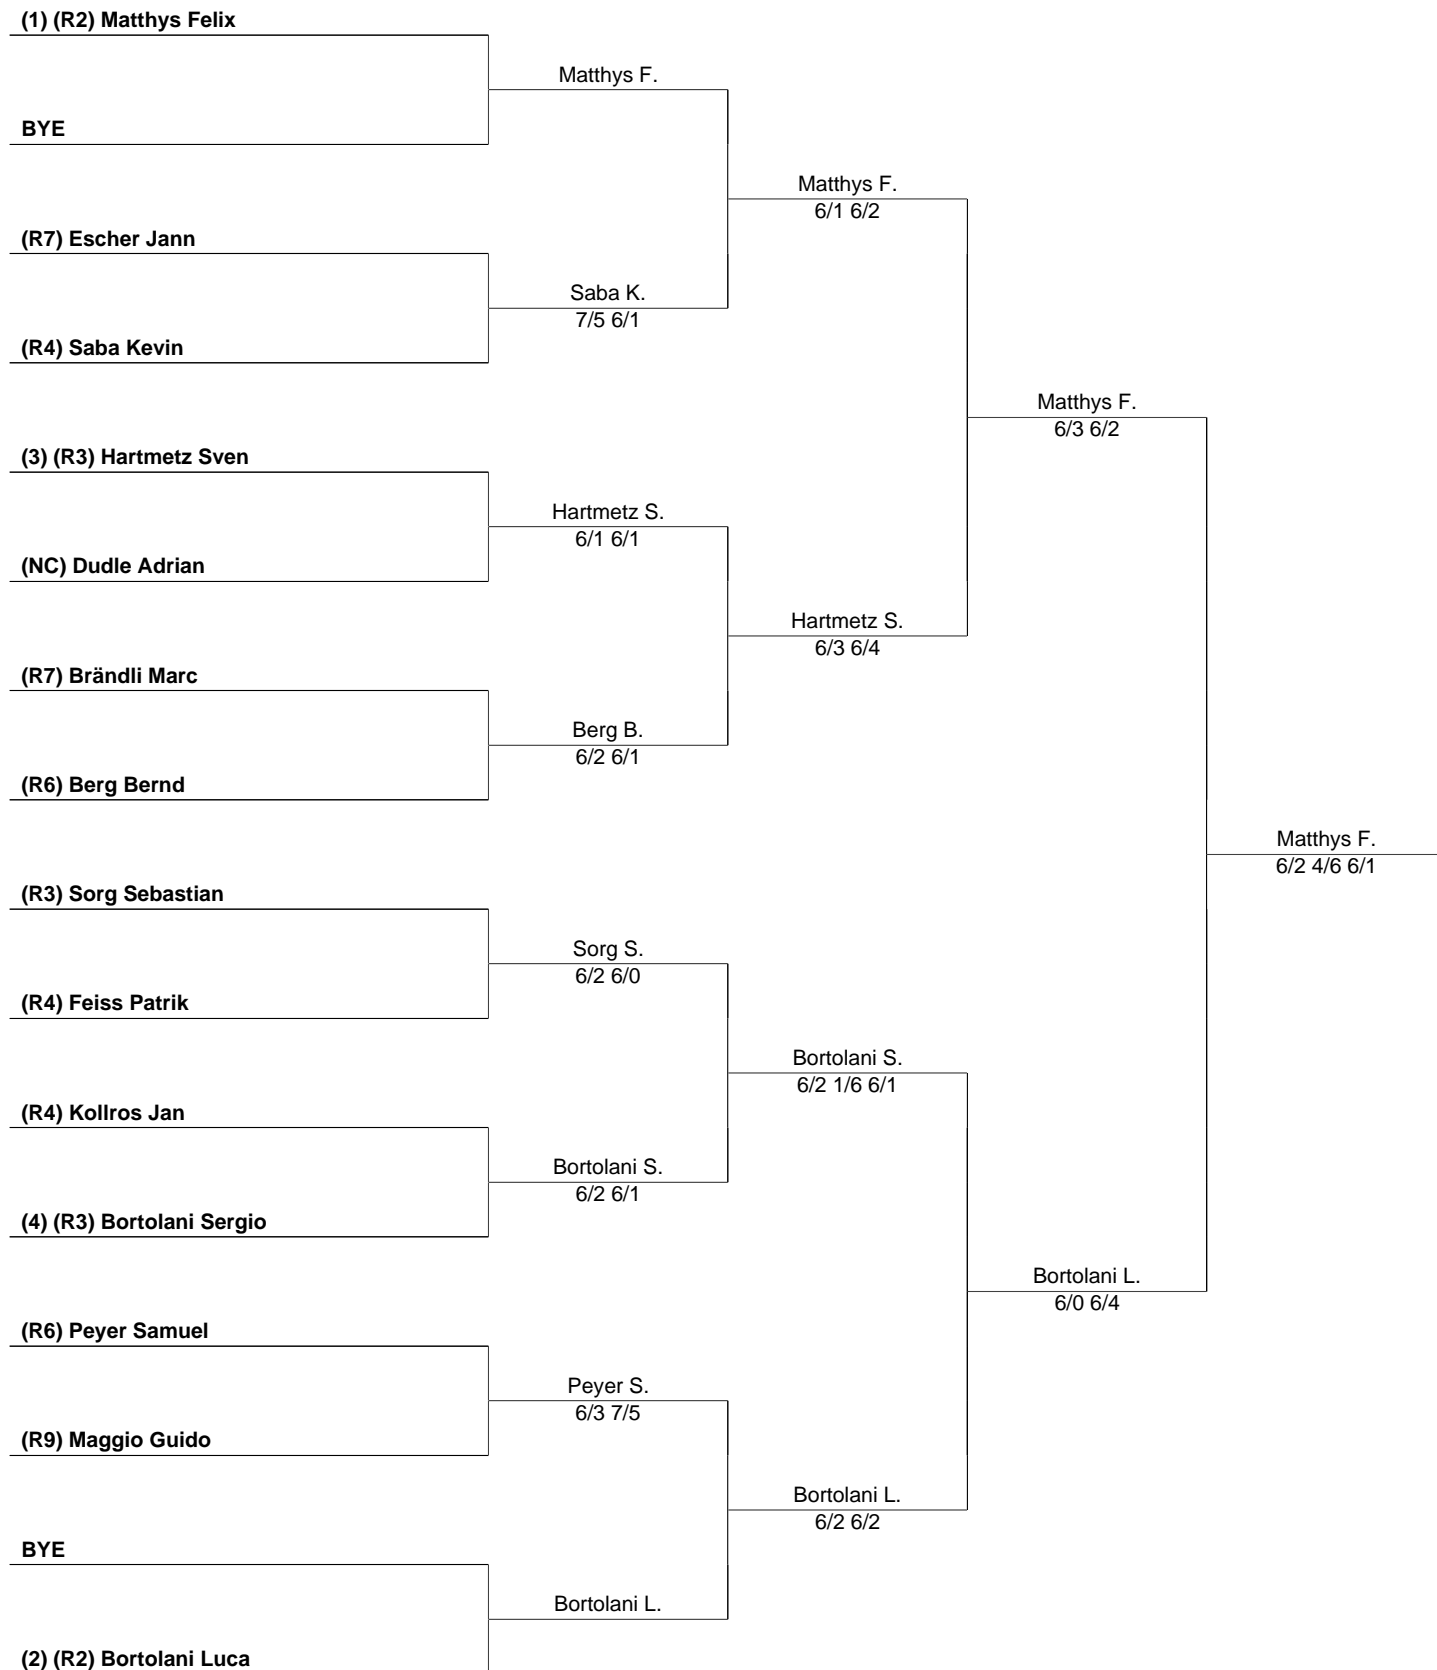 (1) (R2) Matthys Felix
Matthys F.
BYE
Matthys F.
6/1 6/2
(R7) Escher Jann
Saba K.
7/5 6/1
(R4) Saba Kevin
Matthys F.
6/3 6/2
(3) (R3) Hartmetz Sven
Hartmetz S.
6/1 6/1
(NC) Dudle Adrian
Hartmetz S.
6/3 6/4
(R7) Brändli Marc
Berg B.
6/2 6/1
(R6) Berg Bernd
Matthys F.
6/2 4/6 6/1
(R3) Sorg Sebastian
Sorg S.
6/2 6/0
(R4) Feiss Patrik
Bortolani S.
6/2 1/6 6/1
(R4) Kollros Jan
Bortolani S.
6/2 6/1
(4) (R3) Bortolani Sergio
Bortolani L.
6/0 6/4
(R6) Peyer Samuel
Peyer S.
6/3 7/5
(R9) Maggio Guido
Bortolani L.
6/2 6/2
BYE
Bortolani L.
(2) (R2) Bortolani Luca